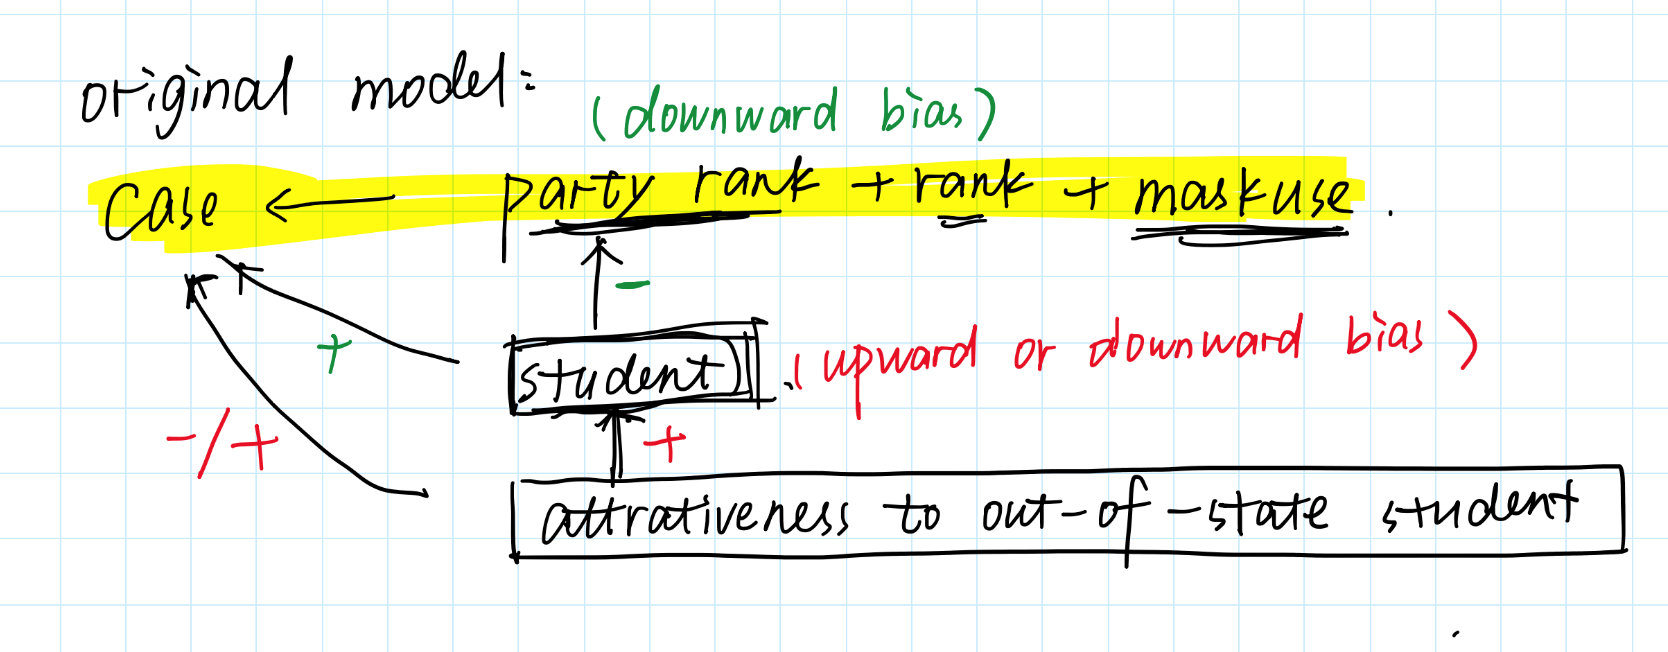 original model:
(downward bias)
Case ← party rank + rank + maskuse.
-
+
student. (upward or downward bias)
-/+
+
attrativeness to out-of-state student